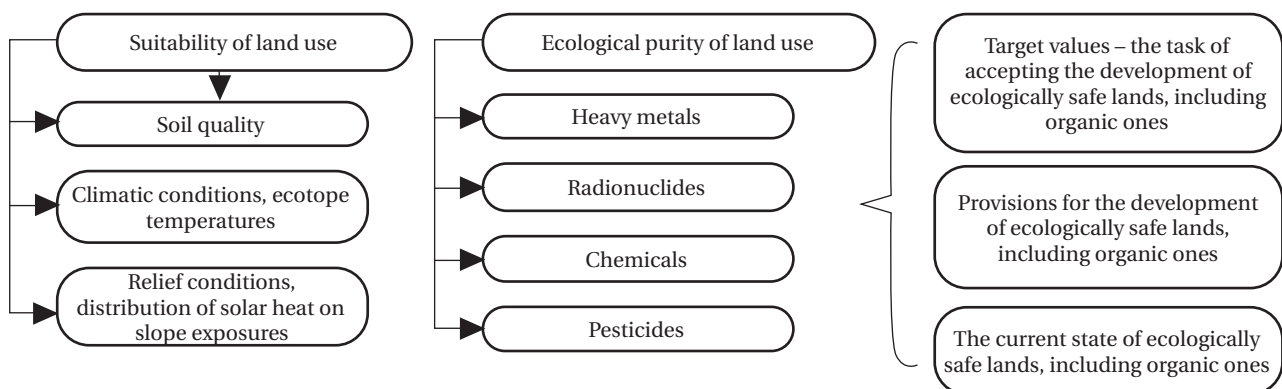 Suitability of land use
Soil quality
Climatic conditions, ecotope
temperatures
Relief conditions,
distribution of solar heat on
slope exposures
Ecological purity of land use
Heavy metals
Radionuclides
Chemicals
Pesticides
Target values – the task of
accepting the development of
ecologically safe lands, including
organic ones
Provisions for the development
of ecologically safe lands,
including organic ones
The current state of ecologically
safe lands, including organic ones